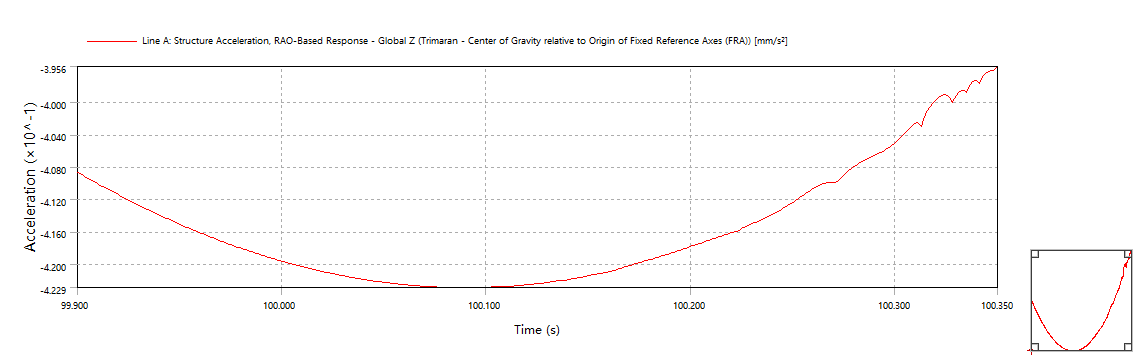 Line A: Structure Acceleration, RAO-Based Response - Global Z (Trimaran - Center of Gravity relative to Origin of Fixed Reference Axes (FRA)) [mm/s²]
-3.956
-4.000
-4.040
-4.080
-4.120
-4.160
-4.200
-4.229
Acceleration (×10^-1)
99.900 100.000 100.100 100.200 100.300 100.350
Time (s)